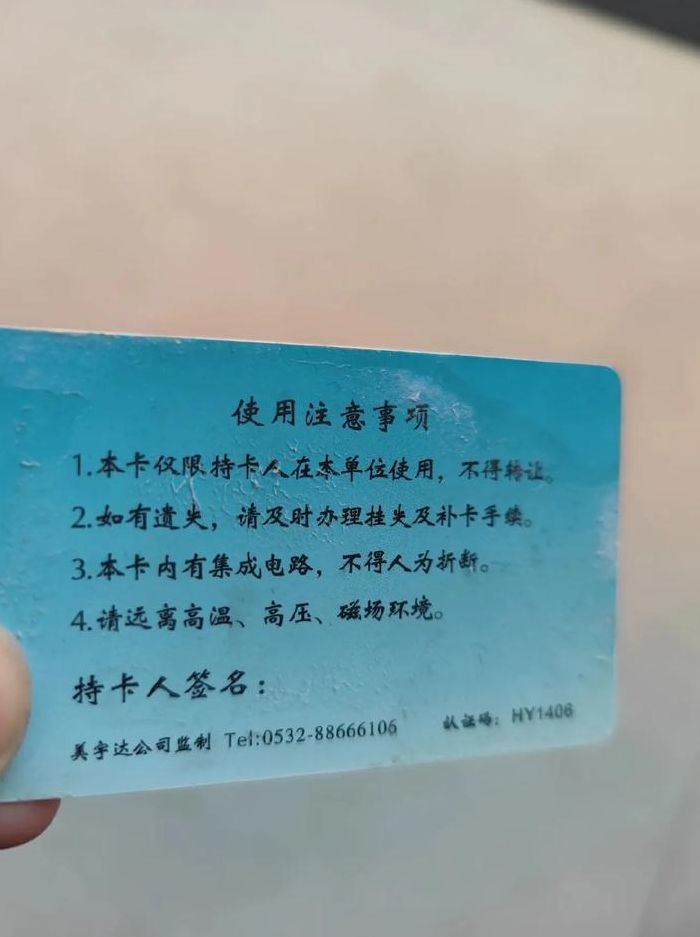 使用注意事项
1.本卡仅限持卡人在本单位使用，不得转让。
2.如有遗失，请及时办理挂失及补卡手续。
3.本卡内有集成电路，不得人为折断。
4.请远离高温、高压、磁场环境。
持卡人签名：
美宇达公司监制 Tel:0532-88666106 认证码：HY1406